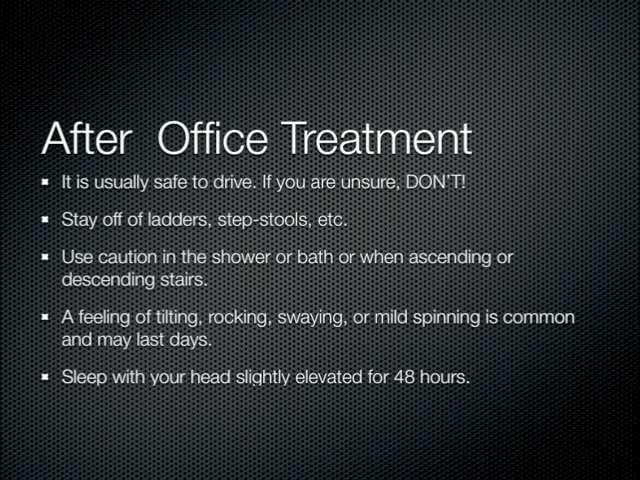 After Office Treatment
It is usually safe to drive. If you are unsure, DON'T!
Stay off of ladders, step-stools, etc.
Use caution in the shower or bath or when ascending or
descending stairs.
A feeling of tilting, rocking, swaying, or mild spinning is common
and may last days.
Sleep with your head slightly elevated for 48 hours.